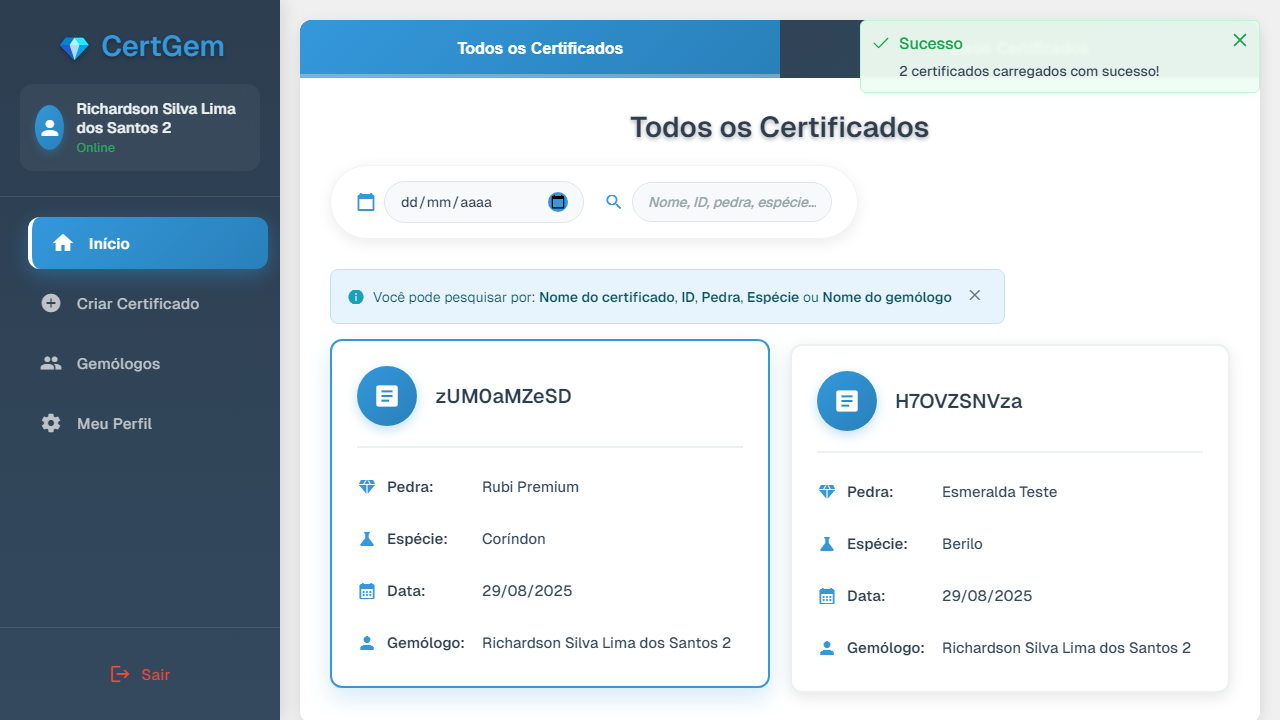 CertGem
Richardson Silva Lima
dos Santos 2
Online
Início
Criar Certificado
Gemólogos
Meu Perfil
Sair
Todos os Certificados
Sucesso
2 certificados carregados com sucesso!
Todos os Certificados
dd/mm/aaaa
Nome, ID, pedra, espécie...
Você pode pesquisar por: Nome do certificado, ID, Pedra, Espécie ou Nome do gemólogo
zUM0aMZeSD
Pedra: Rubi Premium
Espécie: Coríndon
Data: 29/08/2025
Gemólogo: Richardson Silva Lima dos Santos 2
H7OVZSNVza
Pedra: Esmeralda Teste
Espécie: Berilo
Data: 29/08/2025
Gemólogo: Richardson Silva Lima dos Santos 2